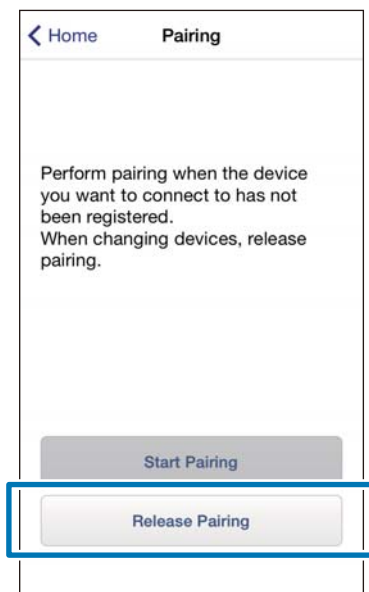 Home Pairing
Perform pairing when the device
you want to connect to has not
been registered.
When changing devices, release
pairing.
Start Pairing
Release Pairing